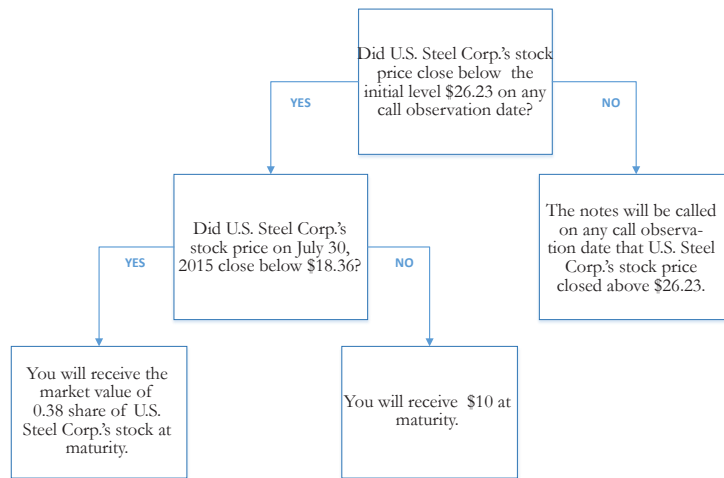 Did U.S. Steel Corp.'s stock
price close below the
initial level $26.23 on any
call observation date?
YES
NO
Did U.S. Steel Corp.'s
stock price on July 30,
2015 close below $18.36?
The notes will be called
on any call observa-
tion date that U.S. Steel
Corp.'s stock price
closed above $26.23.
YES
NO
You will receive the
market value of
0.38 share of U.S.
Steel Corp.'s stock at
maturity.
You will receive $10 at
maturity.